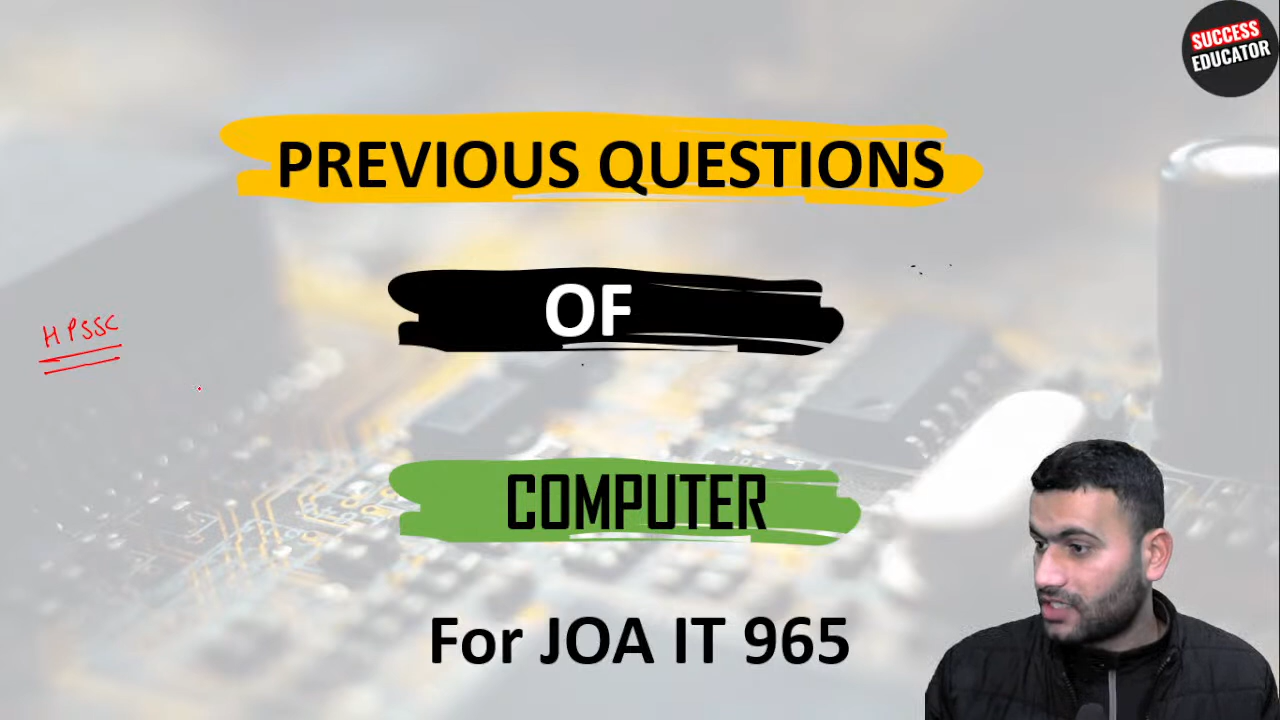 SUCCESS
EDUCATOR
PREVIOUS QUESTIONS
OF
HPSSC
COMPUTER
For JOA IT 965